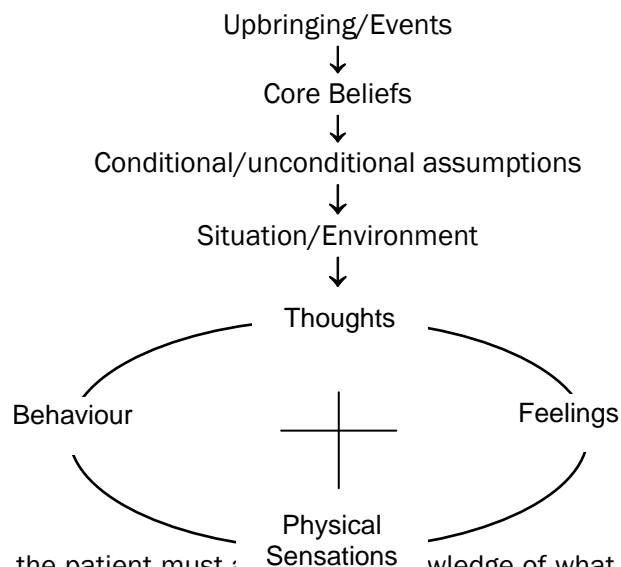 Upbringing/Events
Core Beliefs
Conditional/unconditional assumptions
Situation/Environment
Thoughts
Behaviour
Feelings
Physical
Sensations
the patient must of what